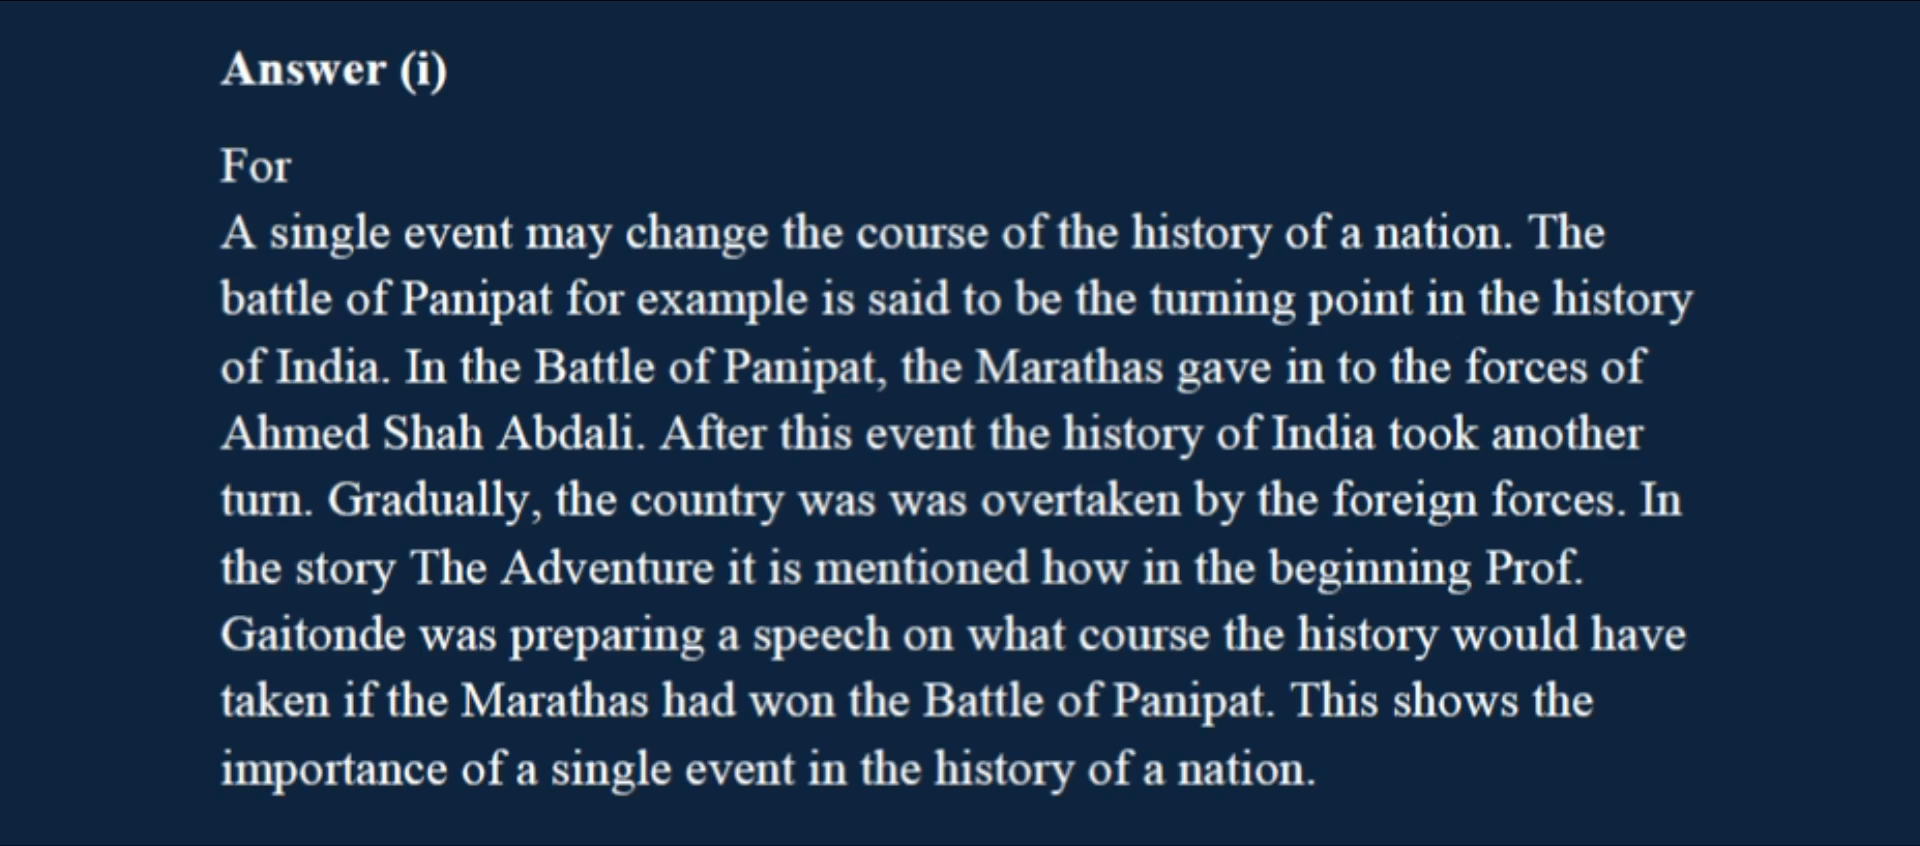 Answer (i)
For
A single event may change the course of the history of a nation. The
battle of Panipat for example is said to be the turning point in the history
of India. In the Battle of Panipat, the Marathas gave in to the forces of
Ahmed Shah Abdali. After this event the history of India took another
turn. Gradually, the country was was overtaken by the foreign forces. In
the story The Adventure it is mentioned how in the beginning Prof.
Gaitonde was preparing a speech on what course the history would have
taken if the Marathas had won the Battle of Panipat. This shows the
importance of a single event in the history of a nation.